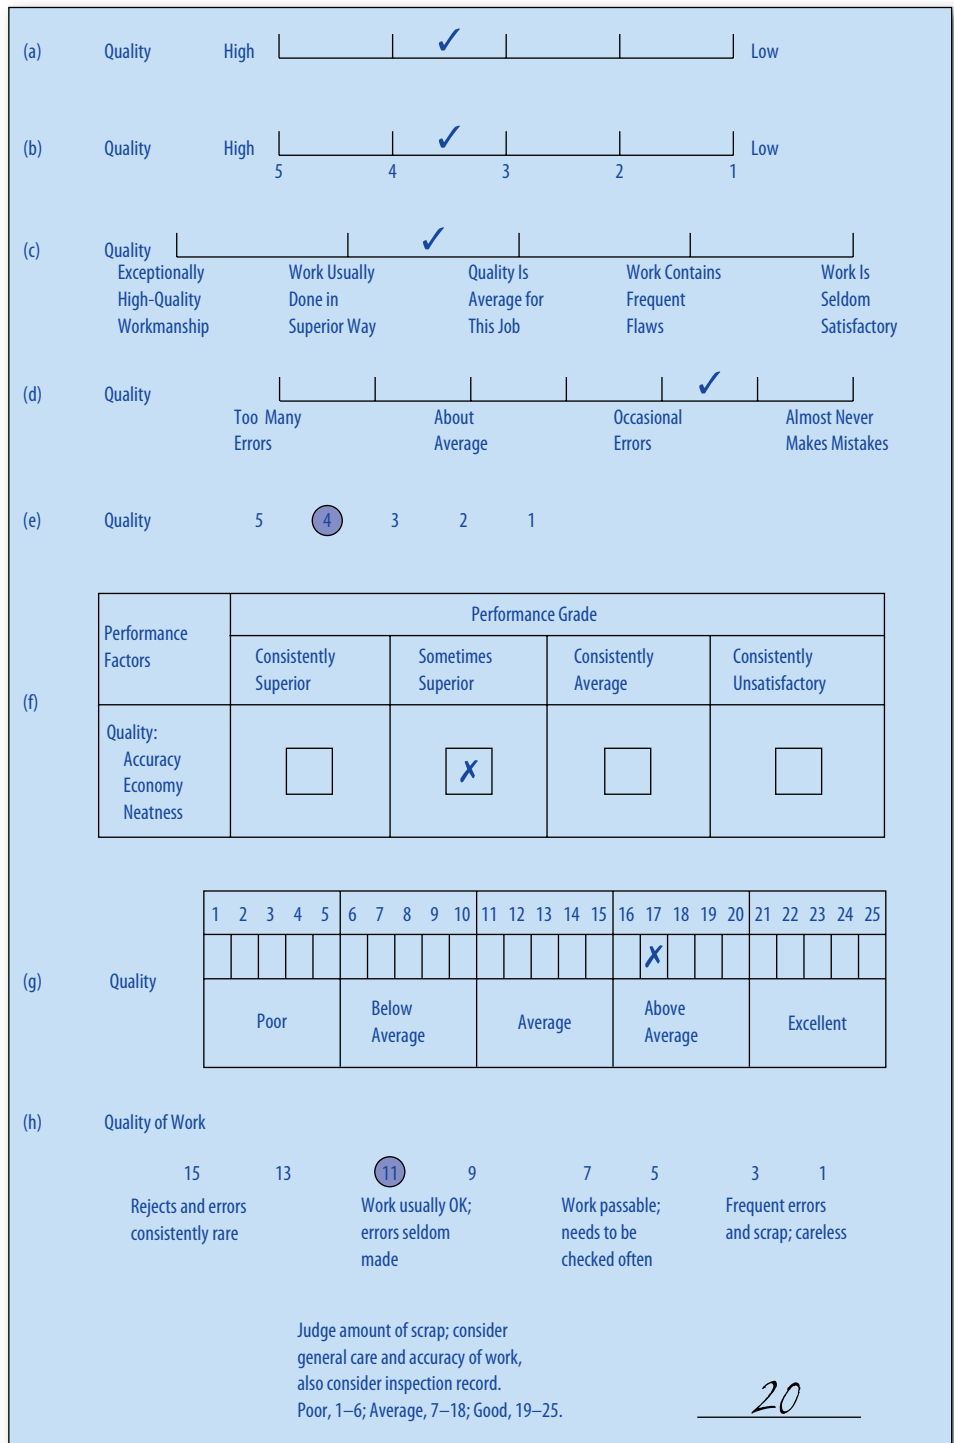 (a) Quality High Low
(b) Quality High Low
5 4 3 2 1
(c) Quality
Exceptionally High-Quality Workmanship
Work Usually Done in Superior Way
Quality Is Average for This Job
Work Contains Frequent Flaws
Work Is Seldom Satisfactory
(d) Quality
Too Many Errors
About Average
Occasional Errors
Almost Never Makes Mistakes
(e) Quality 5 4 3 2 1
(f)
Performance Factors
Performance Grade
Consistently Superior
Sometimes Superior
Consistently Average
Consistently Unsatisfactory
Quality:
Accuracy
Economy
Neatness
✗
(g) Quality
1 2 3 4 5 6 7 8 9 10 11 12 13 14 15 16 17 18 19 20 21 22 23 24 25
✗
Poor
Below Average
Average
Above Average
Excellent
(h) Quality of Work
15 13 11 9 7 5 3 1
Rejects and errors consistently rare
Work usually OK; errors seldom made
Work passable; needs to be checked often
Frequent errors and scrap; careless
Judge amount of scrap; consider
general care and accuracy of work,
also consider inspection record.
Poor, 1–6; Average, 7–18; Good, 19–25.
20